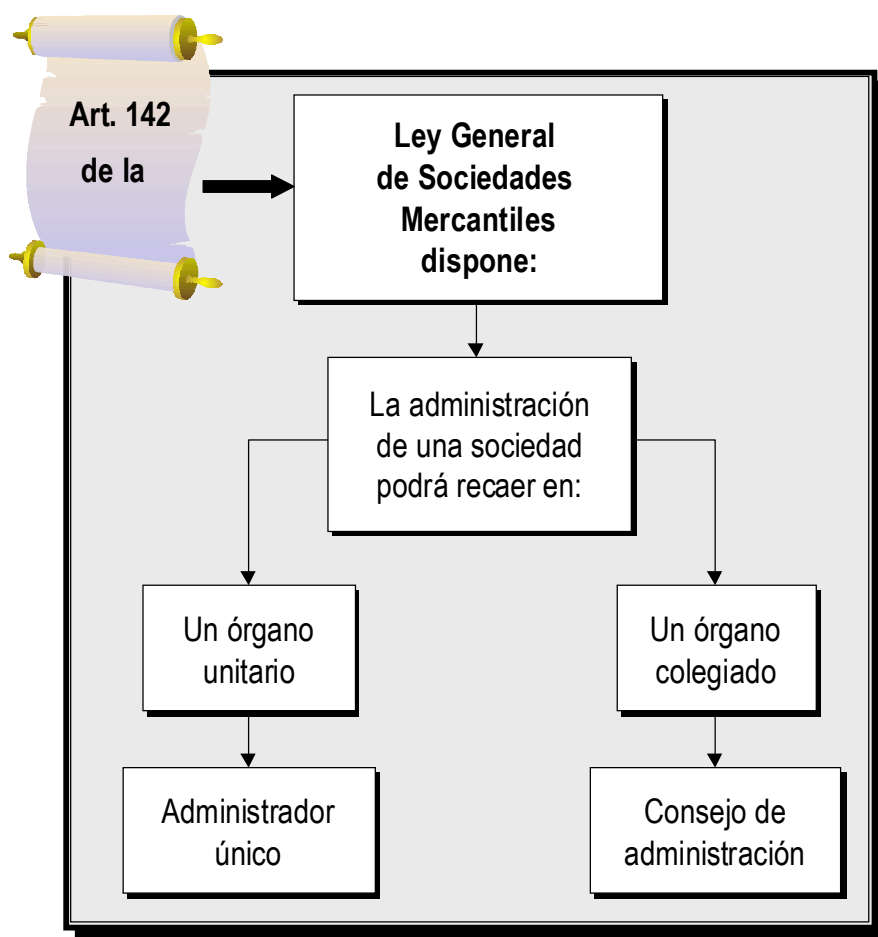 Art. 142
de la
Ley General
de Sociedades
Mercantiles
dispone:
La administración
de una sociedad
podrá recaer en:
Un órgano
unitario
Un órgano
colegiado
Administrador
único
Consejo de
administración